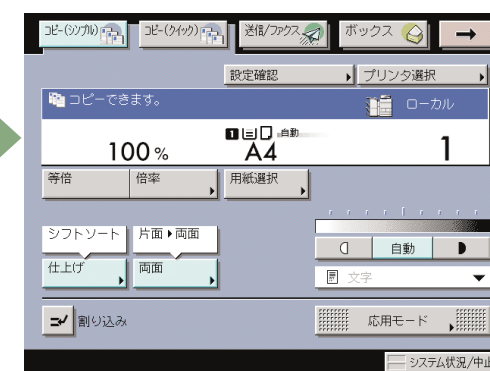 コピー(シンプル)
コピー(クイック)
送信/ファクス
ボックス
設定確認
プリンタ選択
コピーできます。
ローカル
100 %
1 自動
A4
1
等倍
倍率
用紙選択
シフトソート
片面▶両面
仕上げ
両面
自動
文字
割り込み
応用モード
システム状況/中止